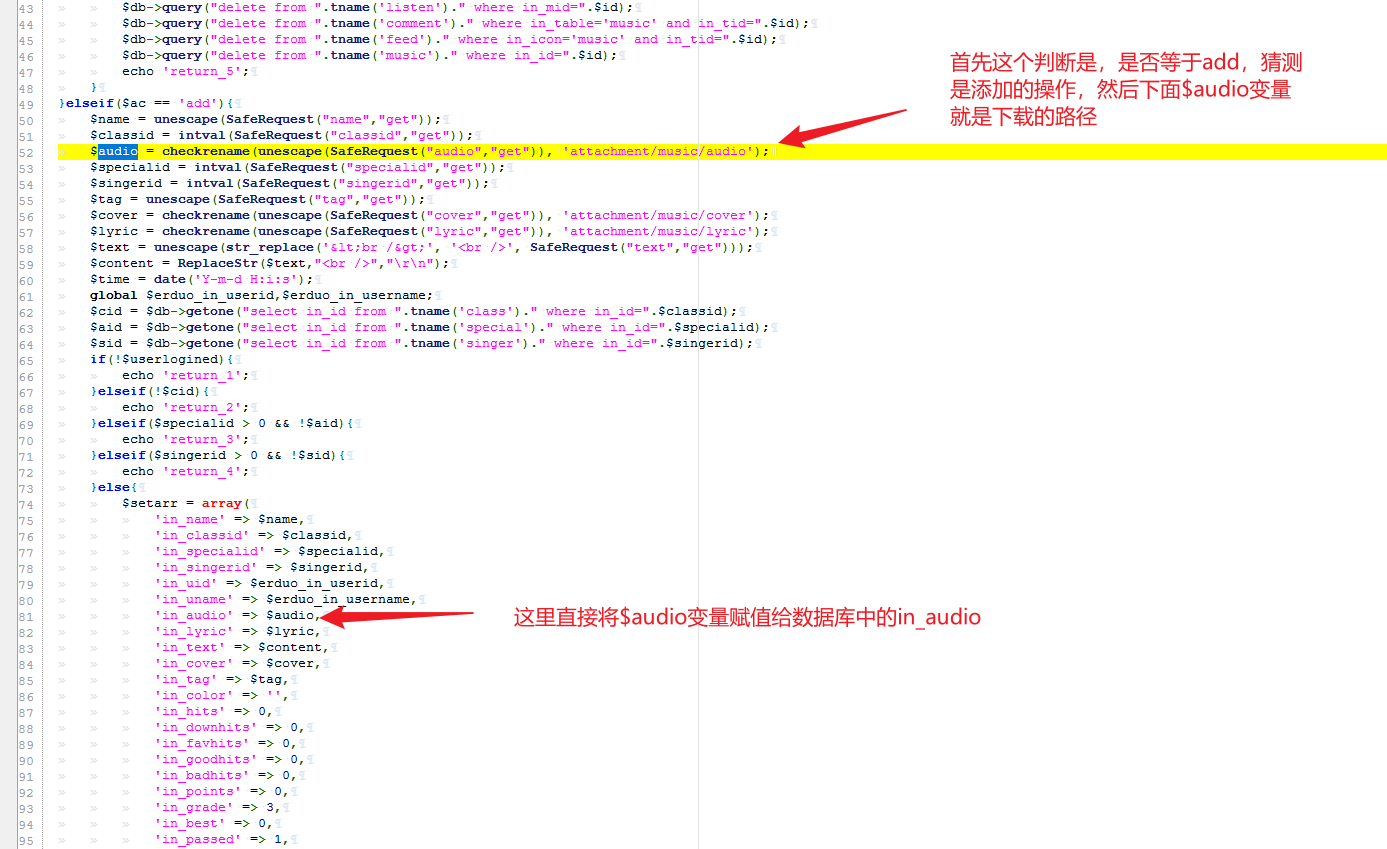 43 $db->query("delete from ".tname('listen')." where in_mid=".$id);
44 $db->query("delete from ".tname('comment')." where in_table='music' and in_tid=".$id);
45 $db->query("delete from ".tname('feed')." where in_icon='music' and in_tid=".$id);
46 $db->query("delete from ".tname('music')." where in_id=".$id);
47 echo 'return_5';
48 }
49 }elseif($ac == 'add'){
50 $name = unescape(SafeRequest("name","get"));
51 $classid = intval(SafeRequest("classid","get"));
52 $audio = checkrename(unescape(SafeRequest("audio","get")), 'attachment/music/audio');
53 $specialid = intval(SafeRequest("specialid","get"));
54 $singerid = intval(SafeRequest("singerid","get"));
55 $tag = unescape(SafeRequest("tag","get"));
56 $cover = checkrename(unescape(SafeRequest("cover","get")), 'attachment/music/cover');
57 $lyric = checkrename(unescape(SafeRequest("lyric","get")), 'attachment/music/lyric');
58 $text = unescape(str_replace('&lt;br /&gt;', '<br />', SafeRequest("text","get")));
59 $content = ReplaceStr($text,"<br />","\r\n");
60 $time = date('Y-m-d H:i:s');
61 global $erduo_in_userid,$erduo_in_username;
62 $cid = $db->getone("select in_id from ".tname('class')." where in_id=".$classid);
63 $aid = $db->getone("select in_id from ".tname('special')." where in_id=".$specialid);
64 $sid = $db->getone("select in_id from ".tname('singer')." where in_id=".$singerid);
65 if(!$userlogined){
66 echo 'return_1';
67 }elseif(!$cid){
68 echo 'return_2';
69 }elseif($specialid > 0 && !$aid){
70 echo 'return_3';
71 }elseif($singerid > 0 && !$sid){
72 echo 'return_4';
73 }else{
74 $setarr = array(
75 'in_name' => $name,
76 'in_classid' => $classid,
77 'in_specialid' => $specialid,
78 'in_singerid' => $singerid,
79 'in_uid' => $erduo_in_userid,
80 'in_uname' => $erduo_in_username,
81 'in_audio' => $audio,
82 'in_lyric' => $lyric,
83 'in_text' => $content,
84 'in_cover' => $cover,
85 'in_tag' => $tag,
86 'in_color' => '',
87 'in_hits' => 0,
88 'in_downhits' => 0,
89 'in_favhits' => 0,
90 'in_goodhits' => 0,
91 'in_badhits' => 0,
92 'in_points' => 0,
93 'in_grade' => 3,
94 'in_best' => 0,
95 'in_passed' => 1,
首先这个判断是，是否等于add，猜测
是添加的操作，然后下面$audio变量
就是下载的路径
这里直接将$audio变量赋值给数据库中的in_audio